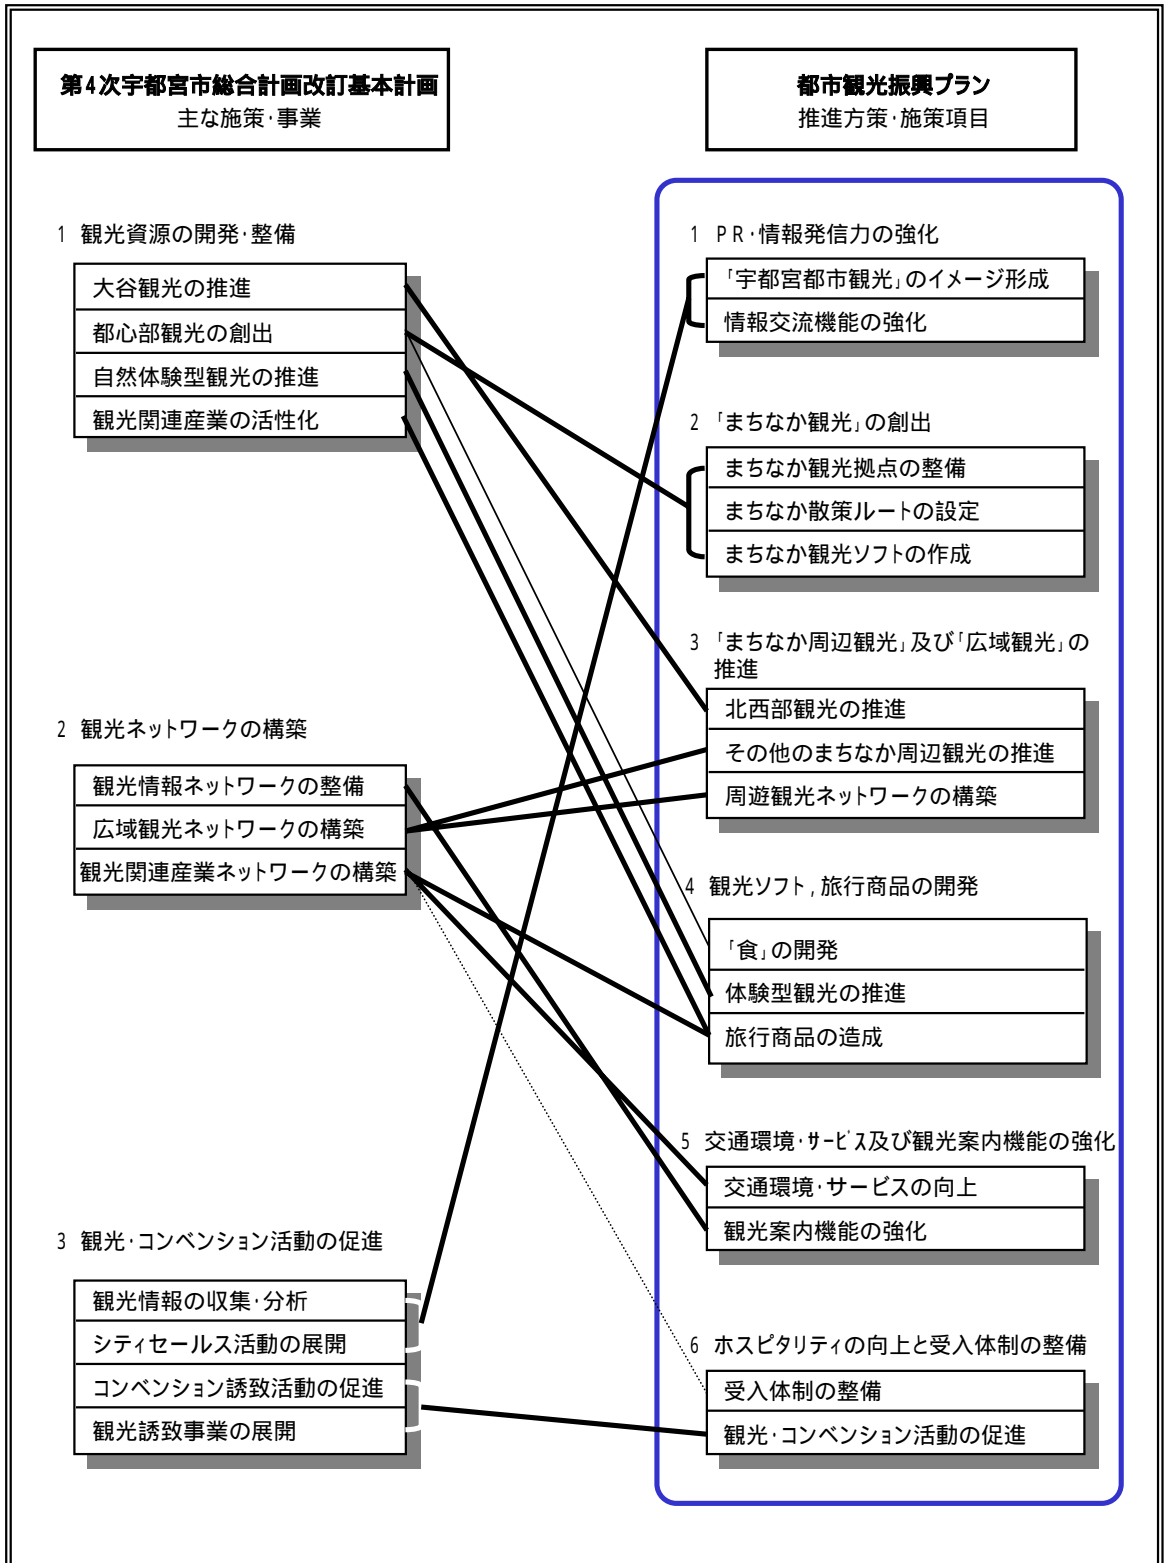 第4次宇都宮市総合計画改訂基本計画
主な施策・事業
1 観光資源の開発・整備
大谷観光の推進
都心部観光の創出
自然体験型観光の推進
観光関連産業の活性化
2 観光ネットワークの構築
観光情報ネットワークの整備
広域観光ネットワークの構築
観光関連産業ネットワークの構築
3 観光・コンベンション活動の促進
観光情報の収集・分析
シティセールス活動の展開
コンベンション誘致活動の促進
観光誘致事業の展開
都市観光振興プラン
推進方策・施策項目
1 PR・情報発信力の強化
「宇都宮都市観光」のイメージ形成
情報交流機能の強化
2 「まちなか観光」の創出
まちなか観光拠点の整備
まちなか散策ルートの設定
まちなか観光ソフトの作成
3 「まちなか周辺観光」及び「広域観光」の
推進
北西部観光の推進
その他のまちなか周辺観光の推進
周遊観光ネットワークの構築
4 観光ソフト,旅行商品の開発
「食」の開発
体験型観光の推進
旅行商品の造成
5 交通環境・サービス及び観光案内機能の強化
交通環境・サービスの向上
観光案内機能の強化
6 ホスピタリティの向上と受入体制の整備
受入体制の整備
観光・コンベンション活動の促進